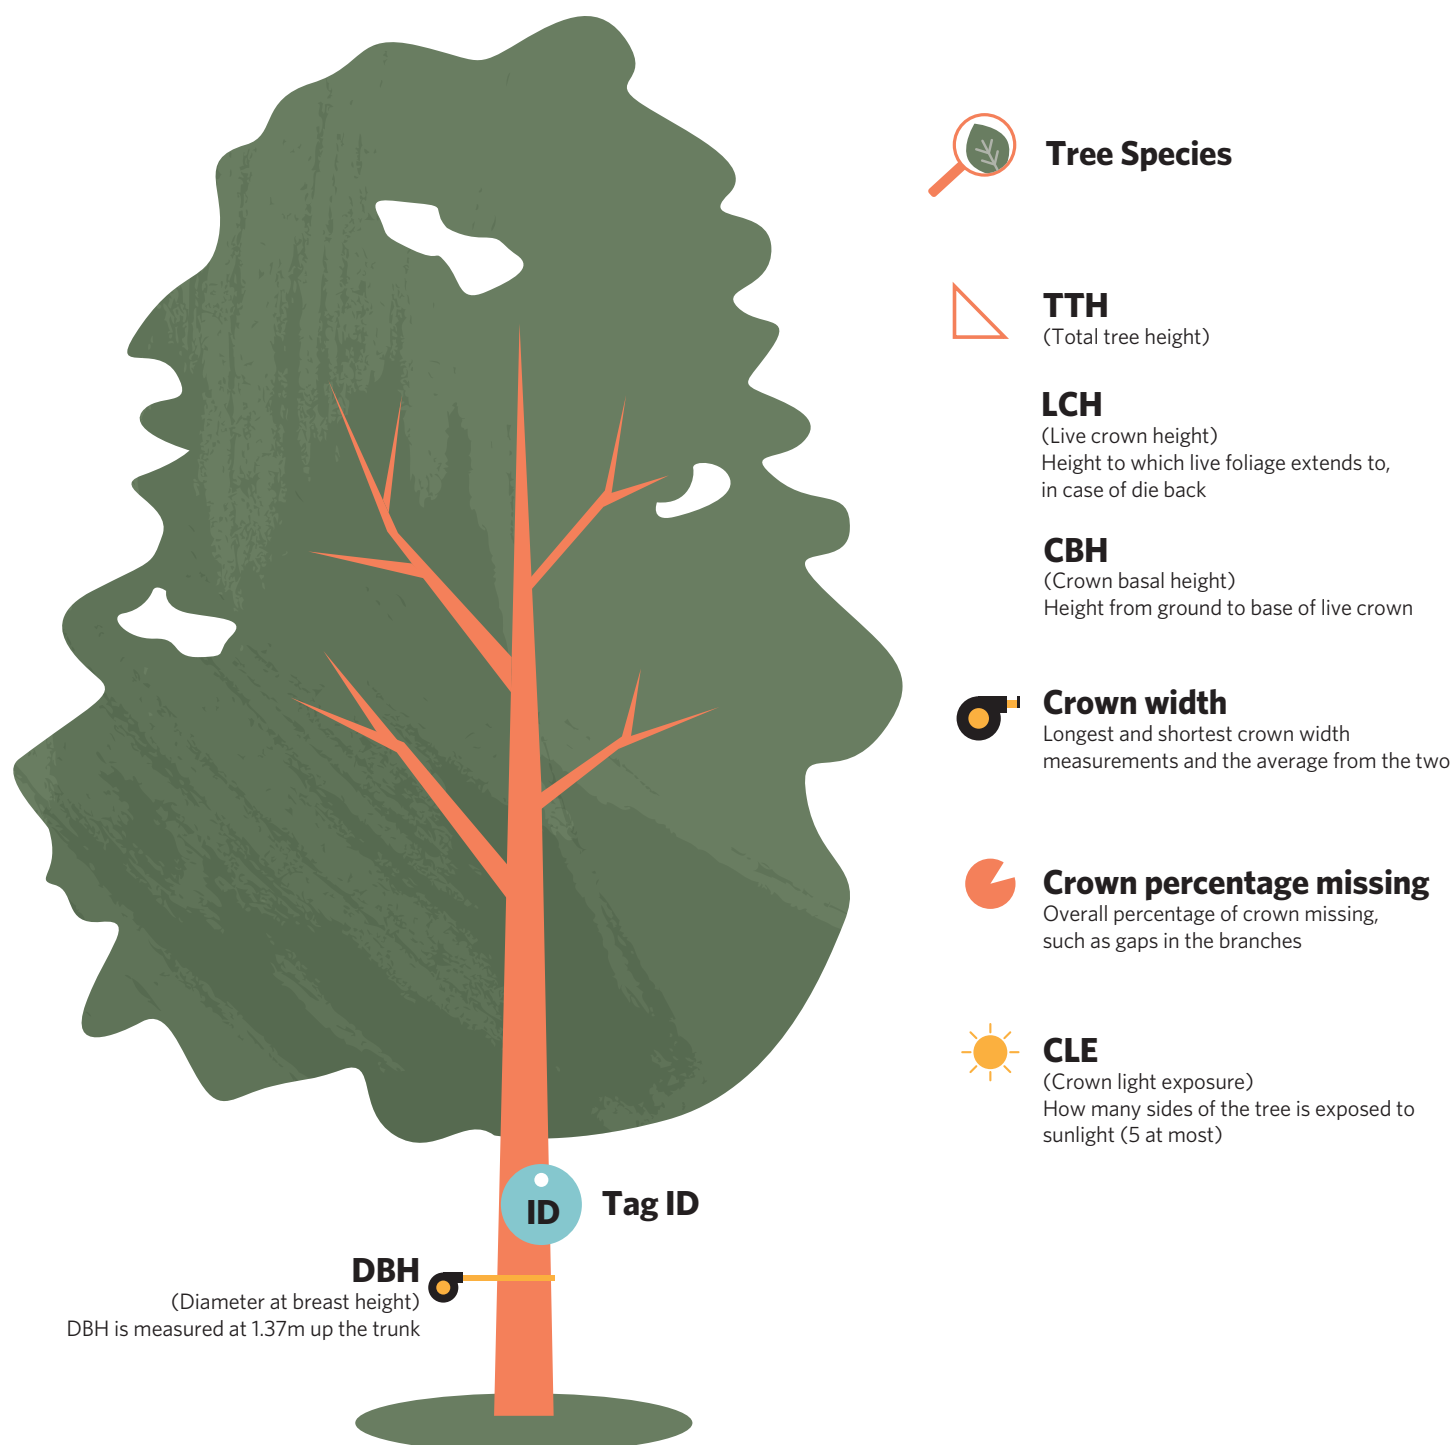 Tree Species
TTH
(Total tree height)
LCH
(Live crown height)
Height to which live foliage extends to,
in case of die back
CBH
(Crown basal height)
Height from ground to base of live crown
Crown width
Longest and shortest crown width
measurements and the average from the two
Crown percentage missing
Overall percentage of crown missing,
such as gaps in the branches
CLE
(Crown light exposure)
How many sides of the tree is exposed to
sunlight (5 at most)
ID
Tag ID
DBH
(Diameter at breast height)
DBH is measured at 1.37m up the trunk